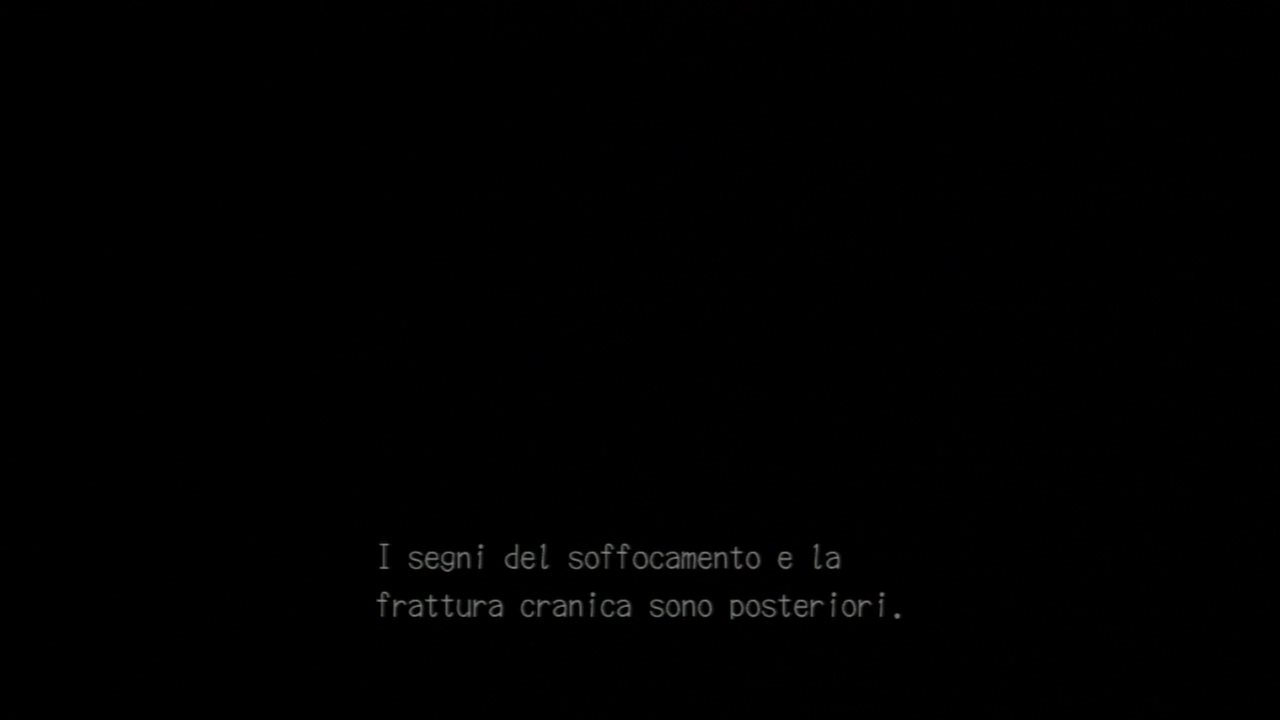 I segni del soffocamento e la
frattura cranica sono posteriori.